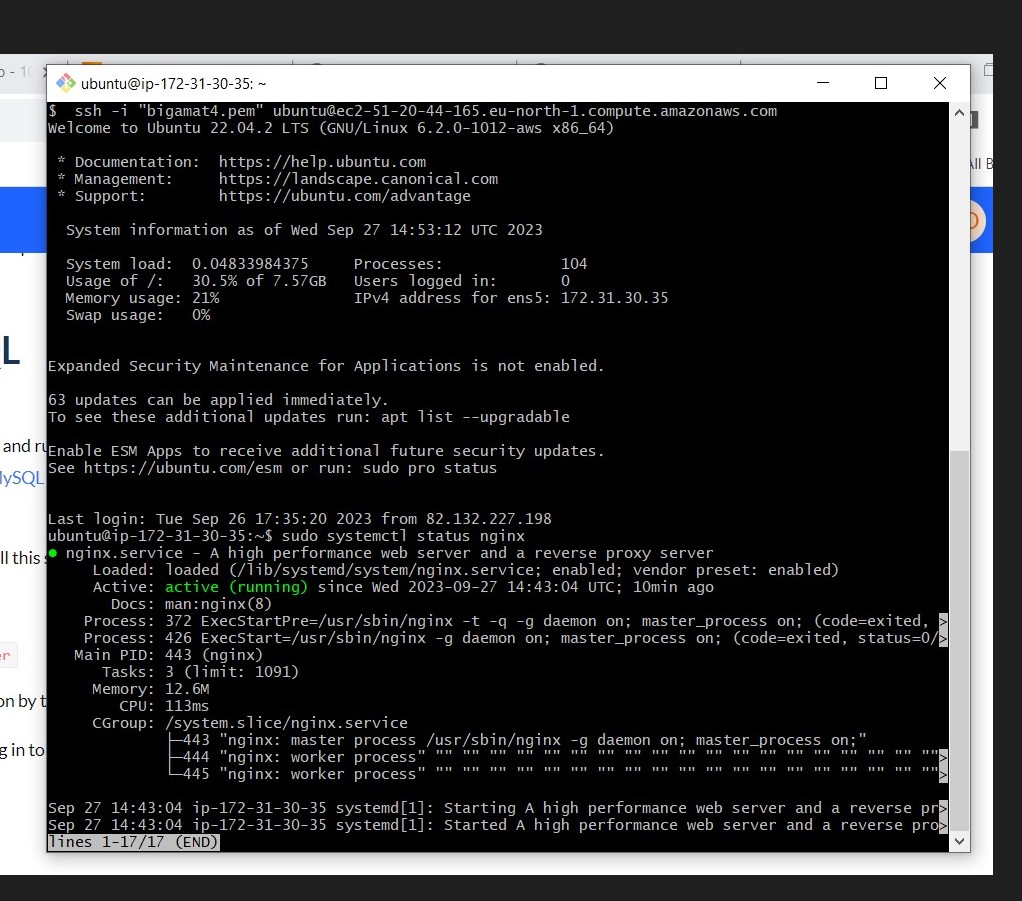 ubuntu@ip-172-31-30-35: ~
$  ssh -i "bigamat4.pem" ubuntu@ec2-51-20-44-165.eu-north-1.compute.amazonaws.com
Welcome to Ubuntu 22.04.2 LTS (GNU/Linux 6.2.0-1012-aws x86_64)
* Documentation:  https://help.ubuntu.com
* Management:     https://landscape.canonical.com
* Support:        https://ubuntu.com/advantage
System information as of Wed Sep 27 14:53:12 UTC 2023
System load:  0.04833984375     Processes:             104
Usage of /:   30.5% of 7.57GB   Users logged in:       0
Memory usage: 21%               IPv4 address for ens5: 172.31.30.35
Swap usage:   0%
Expanded Security Maintenance for Applications is not enabled.
63 updates can be applied immediately.
To see these additional updates run: apt list --upgradable
Enable ESM Apps to receive additional future security updates.
See https://ubuntu.com/esm or run: sudo pro status
Last login: Tue Sep 26 17:35:20 2023 from 82.132.227.198
ubuntu@ip-172-31-30-35:~$ sudo systemctl status nginx
● nginx.service - A high performance web server and a reverse proxy server
Loaded: loaded (/lib/systemd/system/nginx.service; enabled; vendor preset: enabled)
Active: active (running) since Wed 2023-09-27 14:43:04 UTC; 10min ago
Docs: man:nginx(8)
Process: 372 ExecStartPre=/usr/sbin/nginx -t -q -g daemon on; master_process on; (code=exited, >
Process: 426 ExecStart=/usr/sbin/nginx -g daemon on; master_process on; (code=exited, status=0/>
Main PID: 443 (nginx)
Tasks: 3 (limit: 1091)
Memory: 12.6M
CPU: 113ms
CGroup: /system.slice/nginx.service
├─443 "nginx: master process /usr/sbin/nginx -g daemon on; master_process on;"
├─444 "nginx: worker process" "" "" "" "" "" "" "" "" "" "" "" "" "" "" "" "" "" "" "">
└─445 "nginx: worker process" "" "" "" "" "" "" "" "" "" "" "" "" "" "" "" "" "" "" "">
Sep 27 14:43:04 ip-172-31-30-35 systemd[1]: Starting A high performance web server and a reverse pr>
Sep 27 14:43:04 ip-172-31-30-35 systemd[1]: Started A high performance web server and a reverse pro>
lines 1-17/17 (END)
All B
and ru
MySQL
ll this
er
on by t
g in to